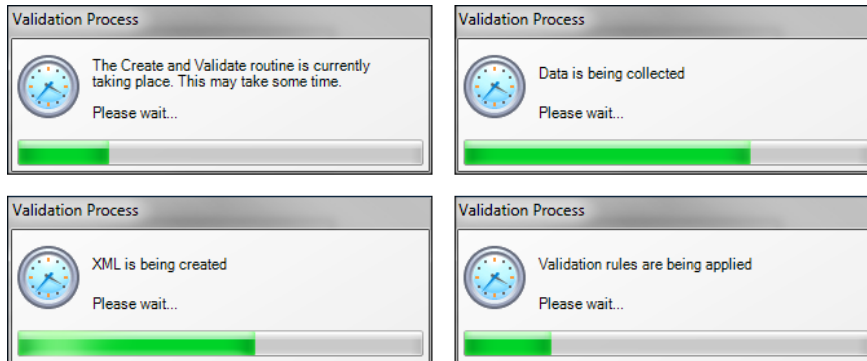 Validation Process
The Create and Validate routine is currently
taking place. This may take some time.
Please wait...
Validation Process
Data is being collected
Please wait...
Validation Process
XML is being created
Please wait...
Validation Process
Validation rules are being applied
Please wait...